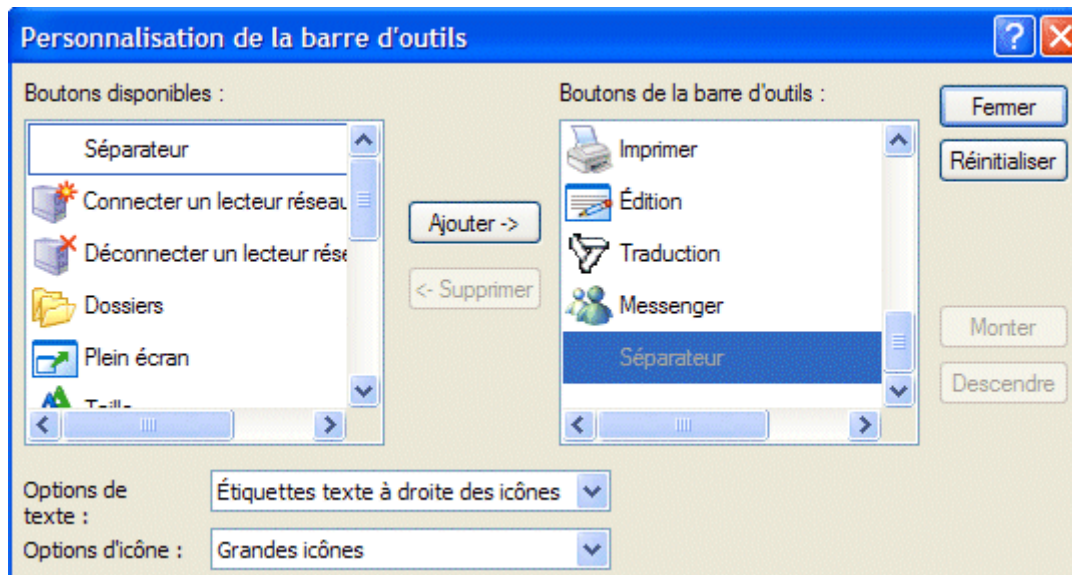 Personnalisation de la barre d'outils
Boutons disponibles :
Séparateur
Connecter un lecteur réseau
Déconnecter un lecteur rése
Dossiers
Plein écran
Taille
Ajouter ->
<- Supprimer
Boutons de la barre d'outils :
Imprimer
Édition
Traduction
Messenger
Séparateur
Fermer
Réinitialiser
Monter
Descendre
Options de
texte :
Étiquettes texte à droite des icônes
Options d'icône :
Grandes icônes